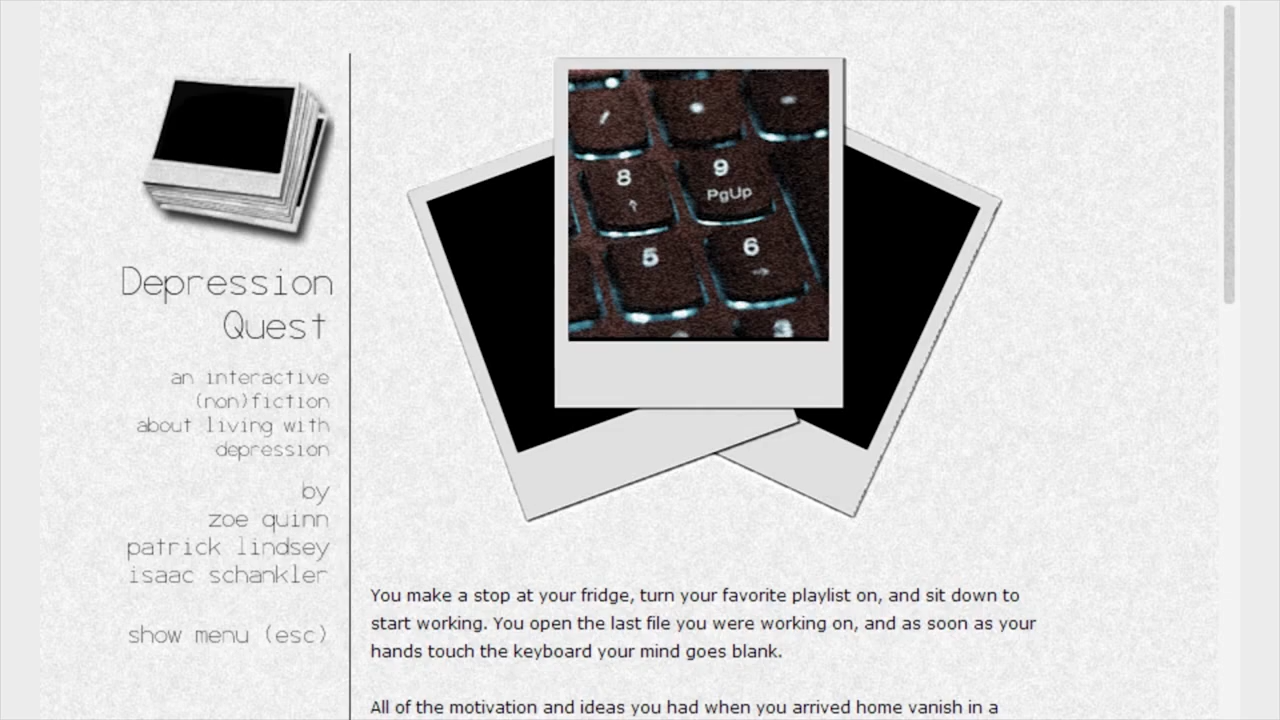 Depression
Quest
an interactive
(non)fiction
about living with
depression
by
zoe quinn
patrick lindsey
isaac schankler
show menu (esc)
8
9
PgUp
5
6
You make a stop at your fridge, turn your favorite playlist on, and sit down to
start working. You open the last file you were working on, and as soon as your
hands touch the keyboard your mind goes blank.
All of the motivation and ideas you had when you arrived home vanish in a